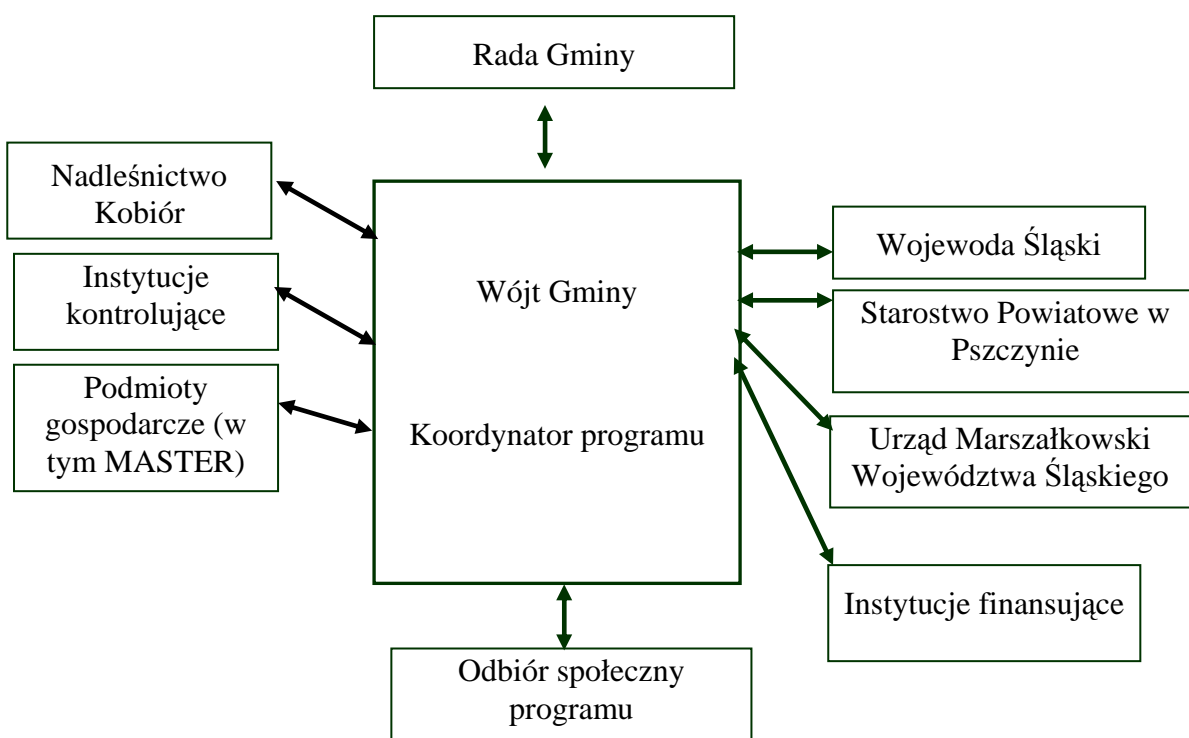 Rada Gminy
Nadleśnictwo
Kobiór
Instytucje
kontrolujące
Podmioty
gospodarcze (w
tym MASTER)
Wójt Gminy
Koordynator programu
Wojewoda Śląski
Starostwo Powiatowe w
Pszczynie
Urząd Marszałkowski
Województwa Śląskiego
Instytucje finansujące
Odbiór społeczny
programu